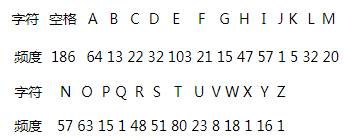 字符 空格 A B C D E F G H I J K L M
频度 186 64 13 22 32 103 21 15 47 57 1 5 32 20
字符 N O P Q R S T U V W X Y Z
频度 57 63 15 1 48 51 80 23 8 18 1 16 1